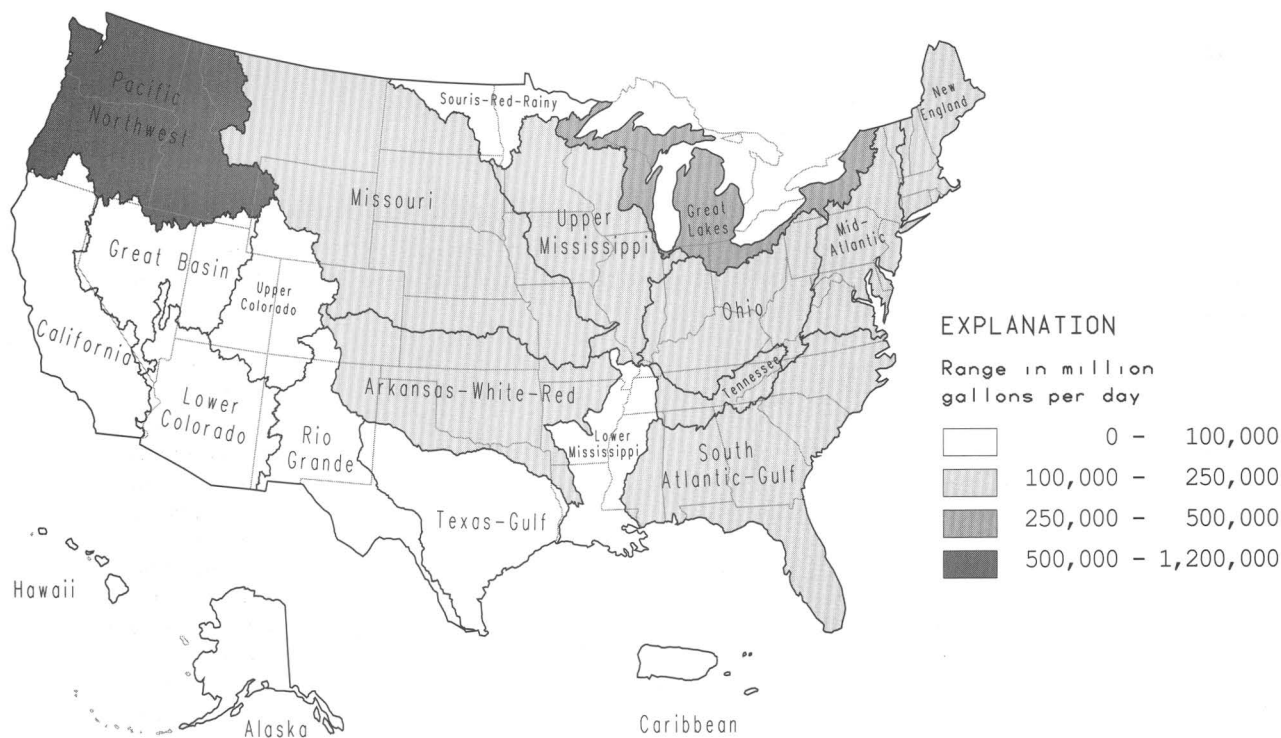 Pacific
Northwest
Souris-Red-Rainy
New
England
Missouri
Upper
Mississippi
Great
Lakes
Mid-
Atlantic
Great Basin
Upper
Colorado
Ohio
California
Tennessee
Arkansas-White-Red
Lower
Colorado
Rio
Grande
Lower
Mississippi
South
Atlantic-Gulf
Texas-Gulf
Hawaii
Alaska
Caribbean
EXPLANATION
Range in million
gallons per day
0 - 100,000
100,000 - 250,000
250,000 - 500,000
500,000 - 1,200,000